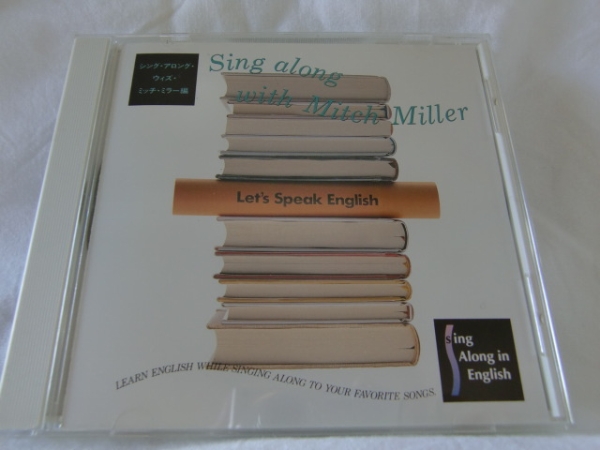 シング・アロング・
ウィズ・
ミッチ・ミラー編
Sing along
with Mitch Miller
Let's Speak English
Sing
Along in
English
LEARN ENGLISH WHILE SINGING ALONG TO YOUR FAVORITE SONGS.